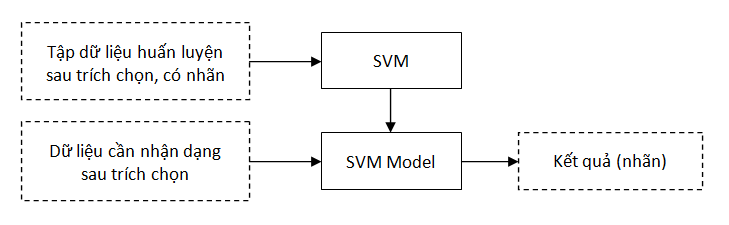 Tập dữ liệu huấn luyện
sau trích chọn, có nhãn
SVM
Dữ liệu cần nhận dạng
sau trích chọn
SVM Model
Kết quả (nhãn)